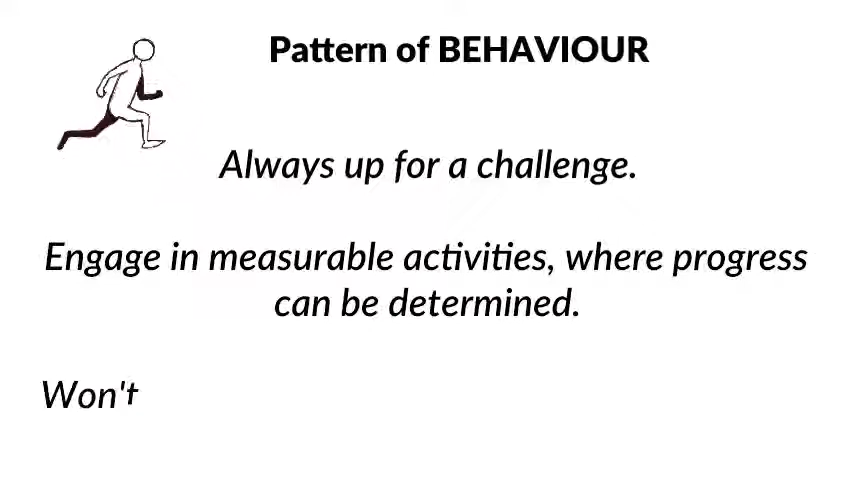 Pattern of BEHAVIOUR
Always up for a challenge.
Engage in measurable activities, where progress
can be determined.
Won't